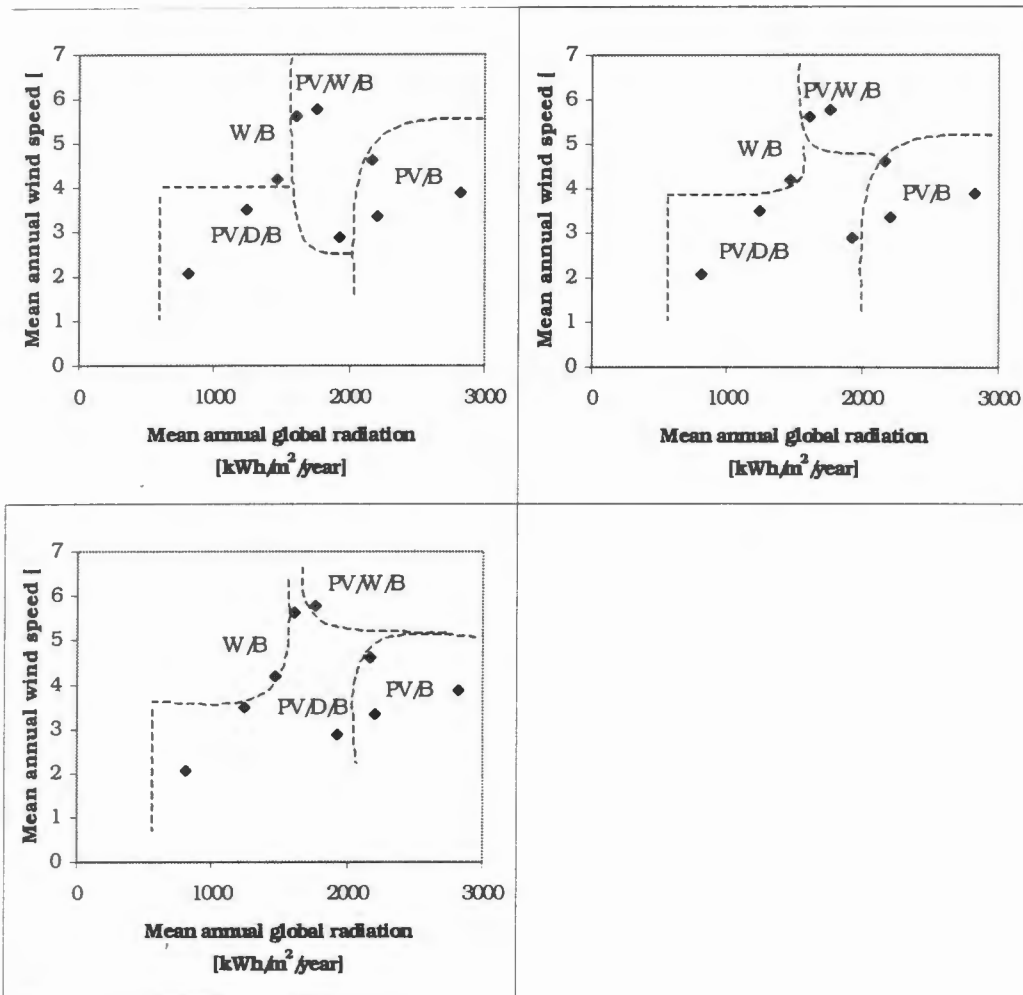 Mean annual wind speed [
7
6
5
4
3
2
1
0
PV/W/B
W/B
PV/B
PV/D/B
0 1000 2000 3000
Mean annual global radiation
[kWh/m²/year]
Mean annual wind speed [
7
6
5
4
3
2
1
0
PV/W/B
W/B
PV/B
PV/D/B
0 1000 2000 3000
Mean annual global radiation
[kWh/m²/year]
Mean annual wind speed [
7
6
5
4
3
2
1
0
PV/W/B
W/B
PV/D/B PV/B
0 1000 2000 3000
Mean annual global radiation
[kWh/m²/year]